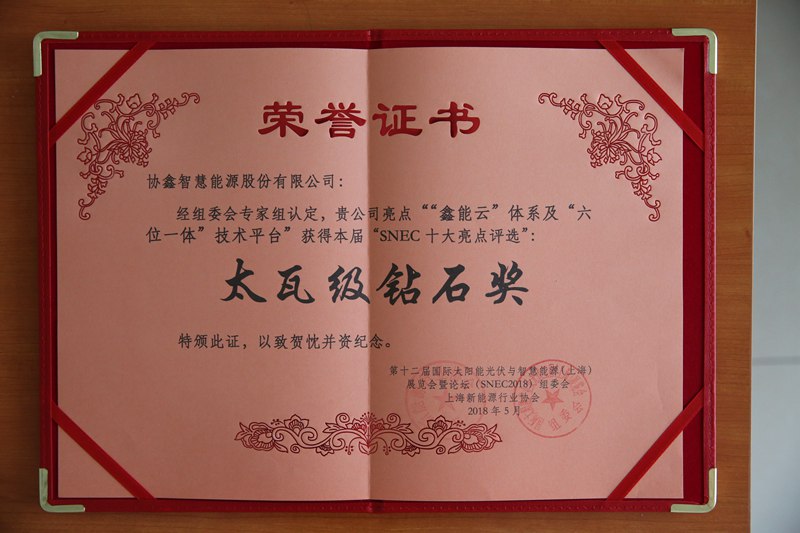 荣誉证书
协鑫智慧能源股份有限公司：
经组委会专家组认定，贵公司亮点““鑫能云”体系及“六
位一体”技术平台”获得本届“SNEC十大亮点评选”：
太瓦级钻石奖
特颁此证，以致贺忱并资纪念。
第十二届国际太阳能光伏与智慧能源（上海）
展览会暨论坛（SNEC2018）组委会
上海新能源行业协会
2018年5月